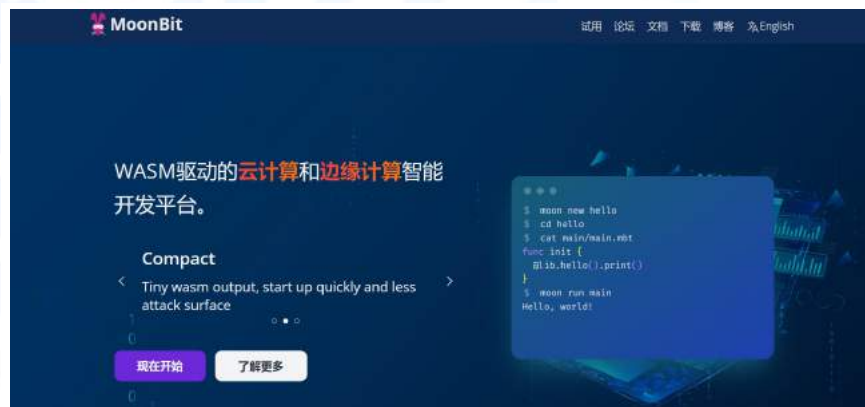 MoonBit
试用 论坛 文档 下载 博客 English
WASM驱动的云计算和边缘计算智能
开发平台。
Compact
Tiny wasm output, start up quickly and less
attack surface
现在开始 了解更多
$ moon new hello
$ cd hello
$ cat main/main.mbt
func init {
@lib.hello().print()
}
$ moon run main
Hello, world!